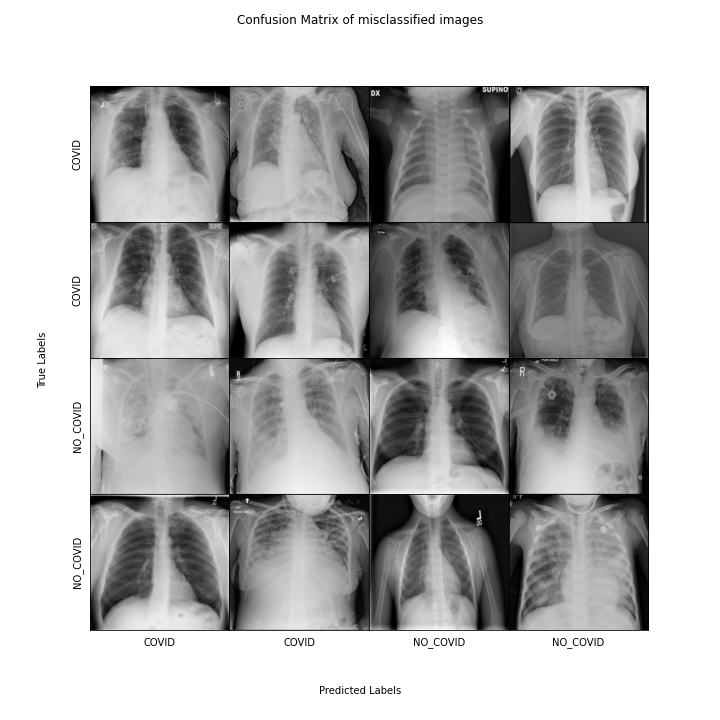 Confusion Matrix of misclassified images
DX
SUPINO
D
COVID
COVID
True Labels
R
NO_COVID
NO_COVID
COVID
COVID
NO_COVID
NO_COVID
Predicted Labels